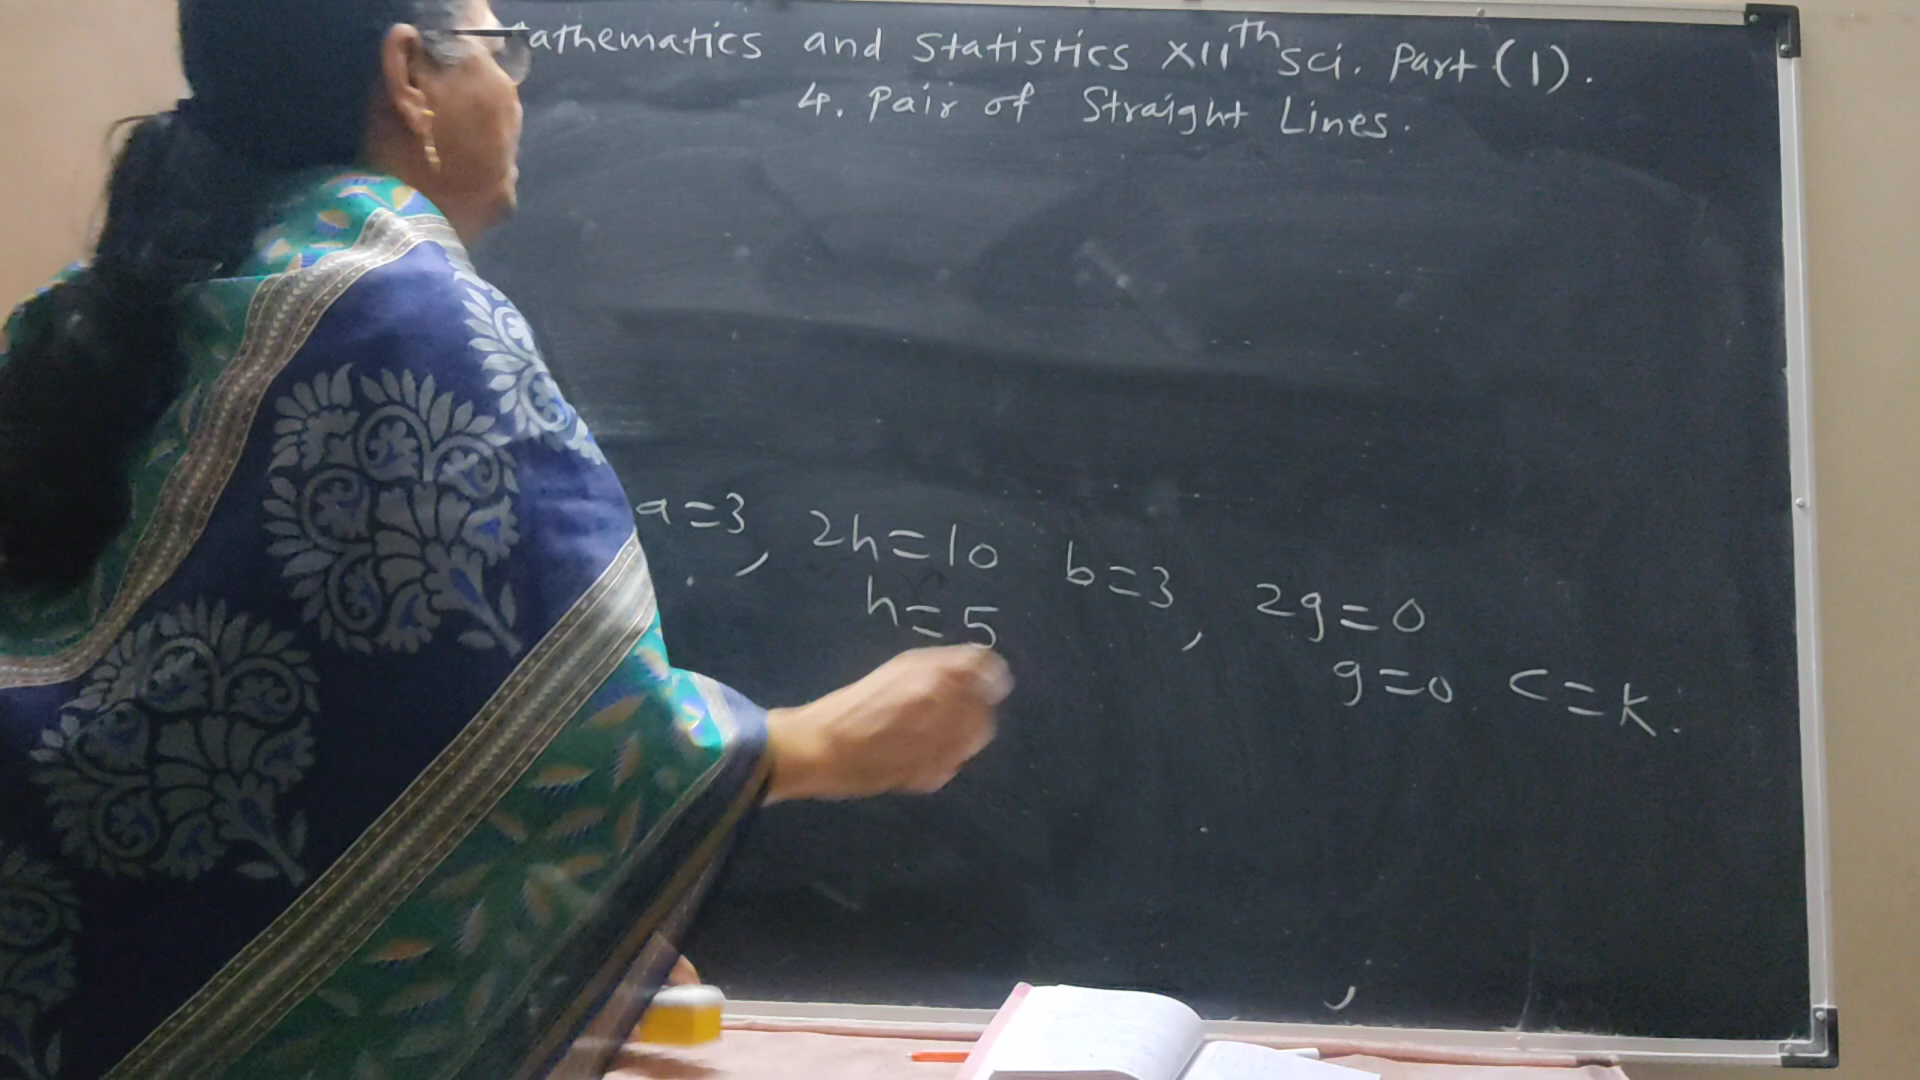 athematics and Statistics XIIth Sci. Part (1).
4. Pair of Straight Lines.
a=3, 2h=10 b=3, 2g=0
h=5 g=0 c=k.